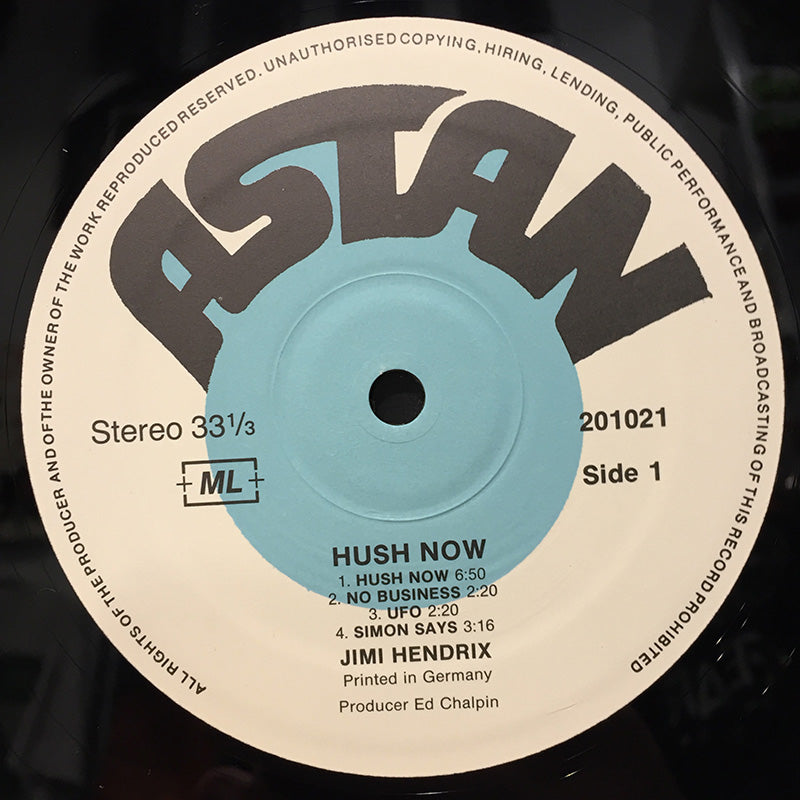 ALL RIGHTS OF THE PRODUCER AND OF THE OWNER OF THE WORK REPRODUCED RESERVED. UNAUTHORISED COPYING, HIRING, LENDING, PUBLIC PERFORMANCE AND BROADCASTING OF THIS RECORD PROHIBITED
ASTAN
Stereo 33 1/3
201021
ML
Side 1
HUSH NOW
1. HUSH NOW 6:50
2. NO BUSINESS 2:20
3. UFO 2:20
4. SIMON SAYS 3:16
JIMI HENDRIX
Printed in Germany
Producer Ed Chalpin